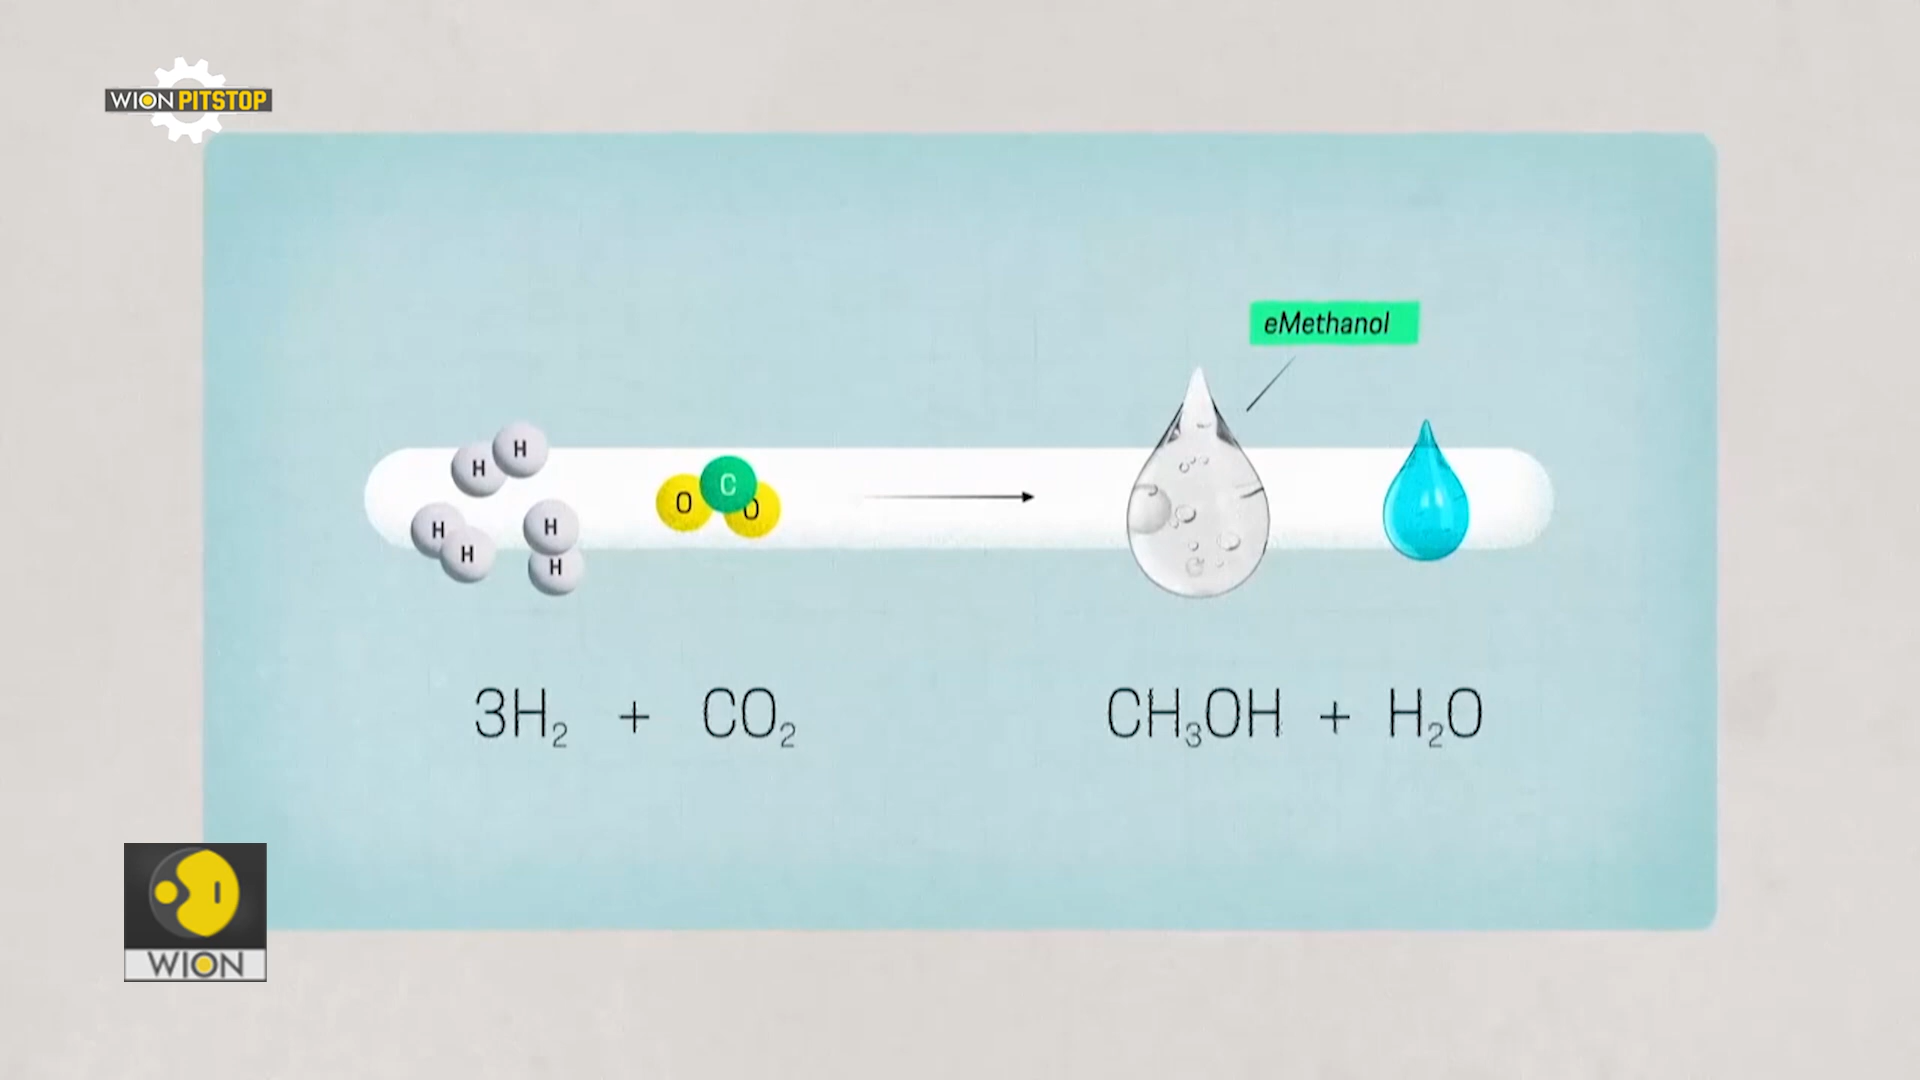 WION PITSTOP
eMethanol
H H
H H
H H
O C O
3H₂ + CO₂
CH₃OH + H₂O
WION